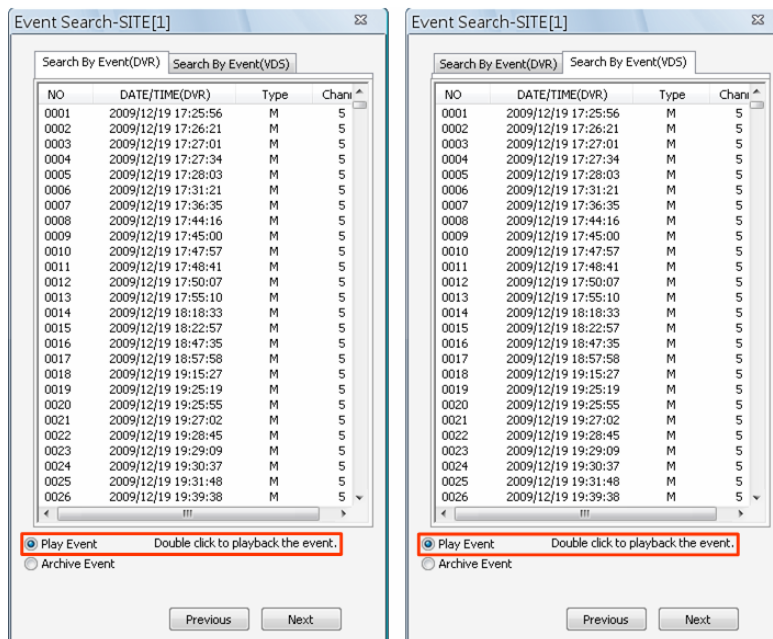 Event Search-SITE[1]
Search By Event(DVR) Search By Event(VDS)
NO DATE/TIME(DVR) Type Chann
0001 2009/12/19 17:25:56 M 5
0002 2009/12/19 17:26:21 M 5
0003 2009/12/19 17:27:01 M 5
0004 2009/12/19 17:27:34 M 5
0005 2009/12/19 17:28:03 M 5
0006 2009/12/19 17:31:21 M 5
0007 2009/12/19 17:36:35 M 5
0008 2009/12/19 17:44:16 M 5
0009 2009/12/19 17:45:00 M 5
0010 2009/12/19 17:47:57 M 5
0011 2009/12/19 17:48:41 M 5
0012 2009/12/19 17:50:07 M 5
0013 2009/12/19 17:55:10 M 5
0014 2009/12/19 18:18:33 M 5
0015 2009/12/19 18:22:57 M 5
0016 2009/12/19 18:47:35 M 5
0017 2009/12/19 18:57:58 M 5
0018 2009/12/19 19:15:27 M 5
0019 2009/12/19 19:25:19 M 5
0020 2009/12/19 19:25:55 M 5
0021 2009/12/19 19:27:02 M 5
0022 2009/12/19 19:28:45 M 5
0023 2009/12/19 19:29:09 M 5
0024 2009/12/19 19:30:37 M 5
0025 2009/12/19 19:31:48 M 5
0026 2009/12/19 19:39:38 M 5
Play Event Double click to playback the event.
Archive Event
Previous Next
Event Search-SITE[1]
Search By Event(DVR) Search By Event(VDS)
NO DATE/TIME(DVR) Type Chann
0001 2009/12/19 17:25:56 M 5
0002 2009/12/19 17:26:21 M 5
0003 2009/12/19 17:27:01 M 5
0004 2009/12/19 17:27:34 M 5
0005 2009/12/19 17:28:03 M 5
0006 2009/12/19 17:31:21 M 5
0007 2009/12/19 17:36:35 M 5
0008 2009/12/19 17:44:16 M 5
0009 2009/12/19 17:45:00 M 5
0010 2009/12/19 17:47:57 M 5
0011 2009/12/19 17:48:41 M 5
0012 2009/12/19 17:50:07 M 5
0013 2009/12/19 17:55:10 M 5
0014 2009/12/19 18:18:33 M 5
0015 2009/12/19 18:22:57 M 5
0016 2009/12/19 18:47:35 M 5
0017 2009/12/19 18:57:58 M 5
0018 2009/12/19 19:15:27 M 5
0019 2009/12/19 19:25:19 M 5
0020 2009/12/19 19:25:55 M 5
0021 2009/12/19 19:27:02 M 5
0022 2009/12/19 19:28:45 M 5
0023 2009/12/19 19:29:09 M 5
0024 2009/12/19 19:30:37 M 5
0025 2009/12/19 19:31:48 M 5
0026 2009/12/19 19:39:38 M 5
Play Event Double click to playback the event.
Archive Event
Previous Next